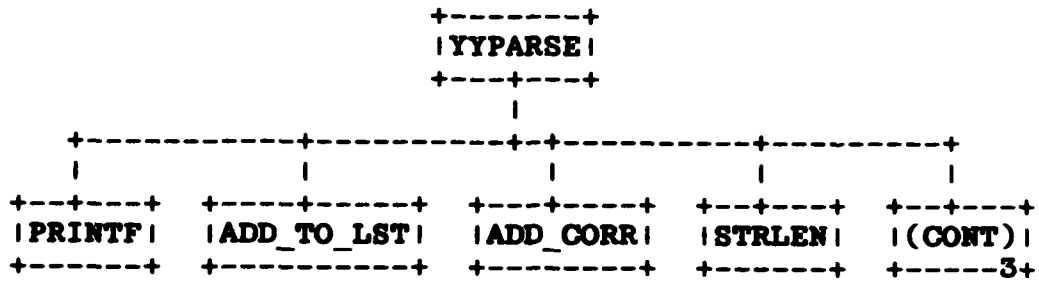 YYPARSE
PRINTF ADD_TO_LST ADD_CORR STRLEN (CONT)
3